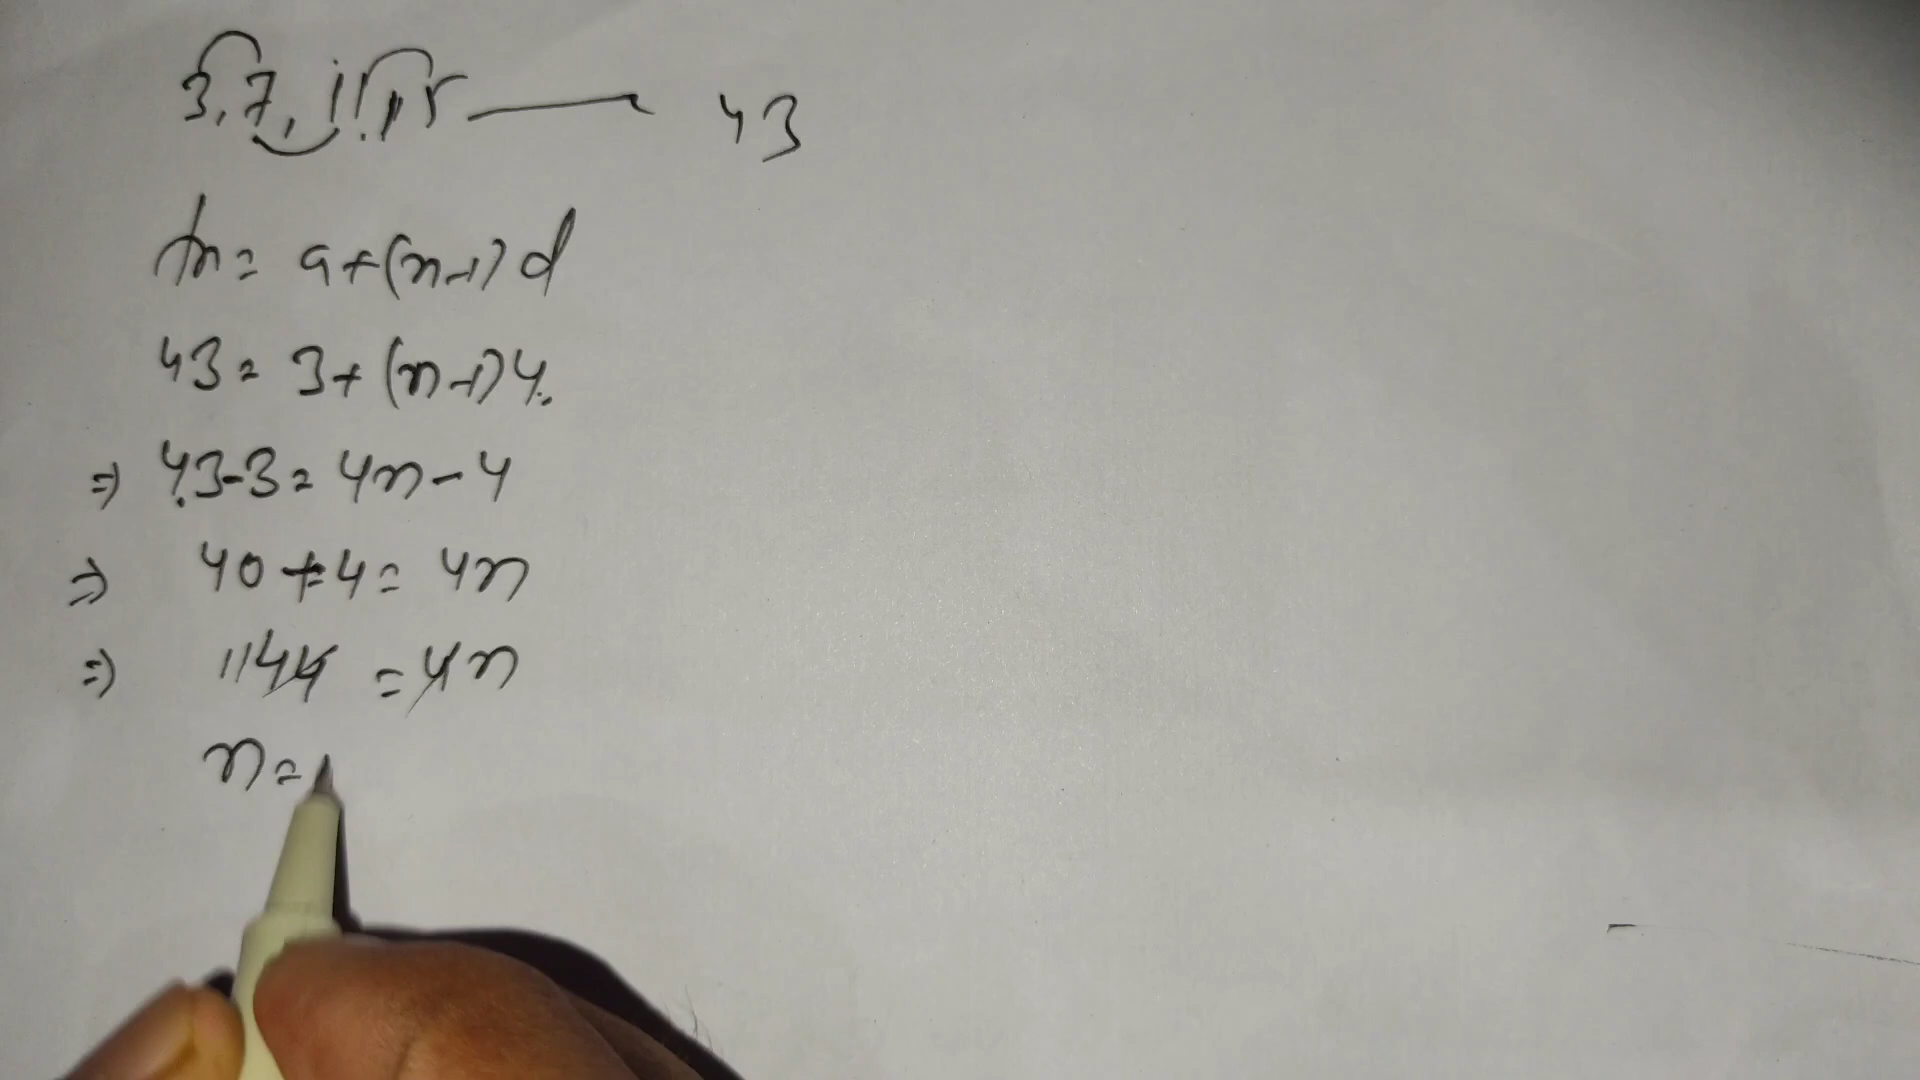 3, 7, 11, 15 —— 43
tn = a + (n-1) d
43 = 3 + (n-1) 4.
⇒ 43-3 = 4n - 4
⇒ 40 + 4 = 4n
⇒ 11 44 = 4n
n =